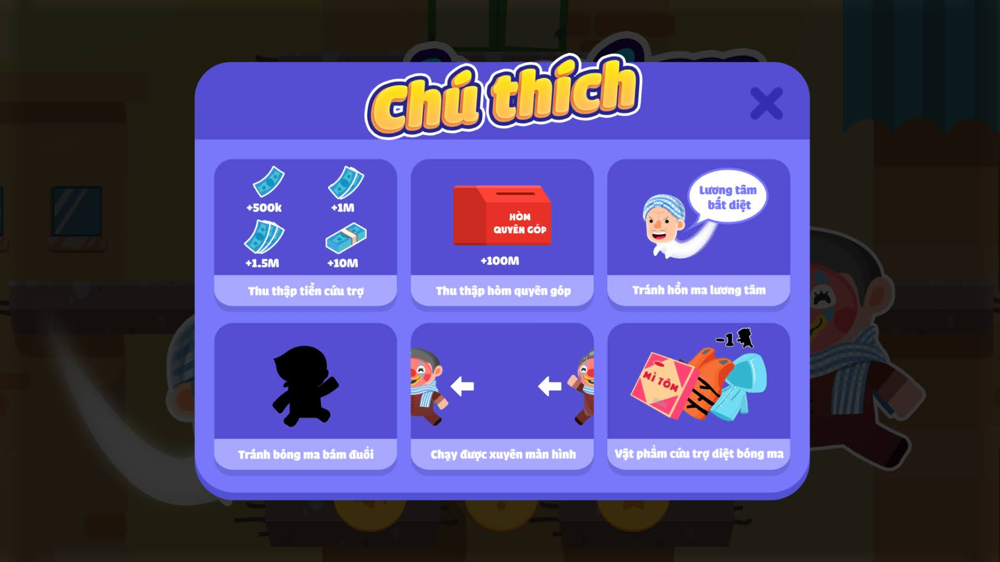 Chú thích
+500k
+1M
+1.5M
+10M
Thu thập tiền cứu trợ
HÒM
QUYÊN GÓP
+100M
Thu thập hòm quyên góp
Lương tâm
bất diệt
Tránh hồn ma lương tâm
Tránh bóng ma bám đuổi
Chạy được xuyên màn hình
-1
MÌ TÔM
Vật phẩm cứu trợ diệt bóng ma